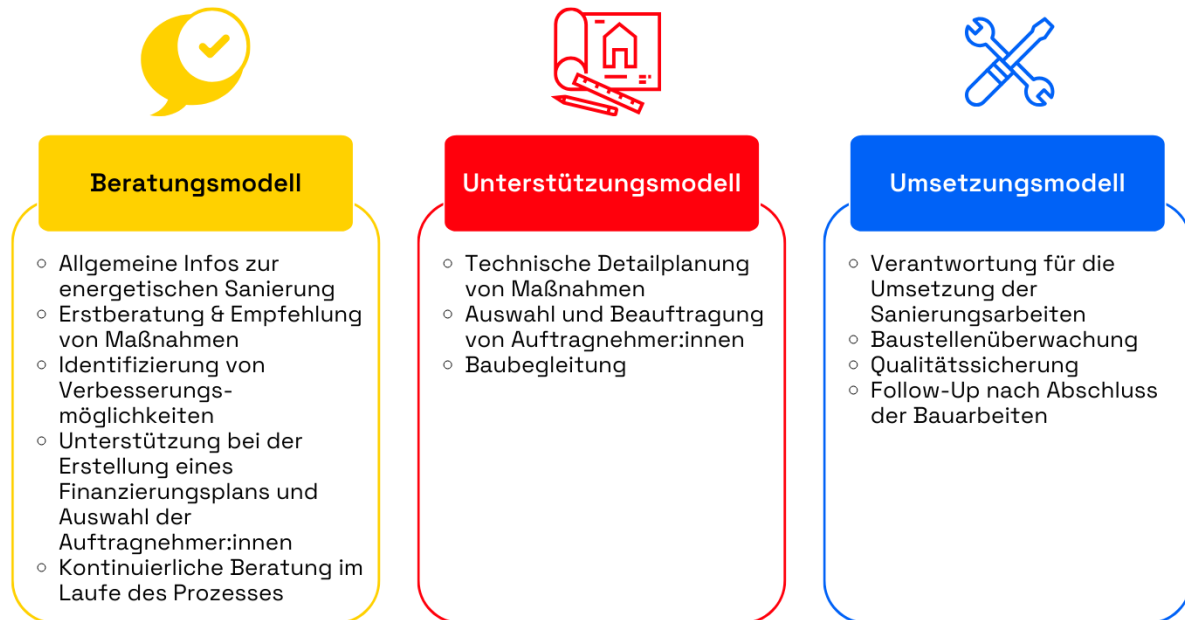 Beratungsmodell
Allgemeine Infos zur
energetischen Sanierung
Erstberatung & Empfehlung
von Maßnahmen
Identifizierung von
Verbesserungs-
möglichkeiten
Unterstützung bei der
Erstellung eines
Finanzierungsplans und
Auswahl der
Auftragnehmer:innen
Kontinuierliche Beratung im
Laufe des Prozesses
Unterstützungsmodell
Technische Detailplanung
von Maßnahmen
Auswahl und Beauftragung
von Auftragnehmer:innen
Baubegleitung
Umsetzungsmodell
Verantwortung für die
Umsetzung der
Sanierungsarbeiten
Baustellenüberwachung
Qualitätssicherung
Follow-Up nach Abschluss
der Bauarbeiten